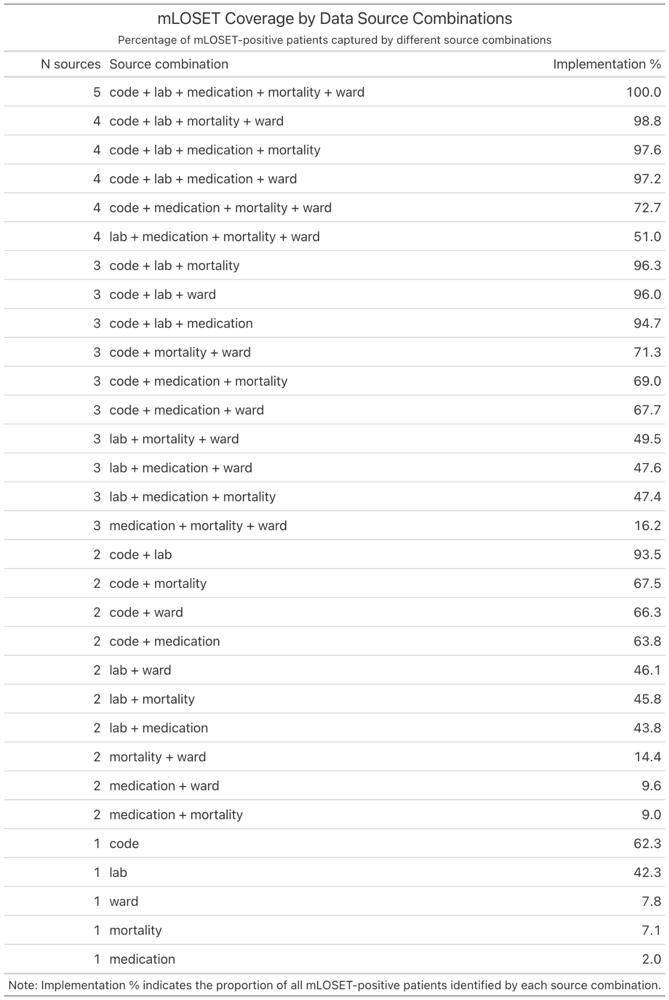 mLOSET Coverage by Data Source Combinations
Percentage of mLOSET-positive patients captured by different source combinations
N sources Source combination Implementation %
5 code + lab + medication + mortality + ward 100.0
4 code + lab + mortality + ward 98.8
4 code + lab + medication + mortality 97.6
4 code + lab + medication + ward 97.2
4 code + medication + mortality + ward 72.7
4 lab + medication + mortality + ward 51.0
3 code + lab + mortality 96.3
3 code + lab + ward 96.0
3 code + lab + medication 94.7
3 code + mortality + ward 71.3
3 code + medication + mortality 69.0
3 code + medication + ward 67.7
3 lab + mortality + ward 49.5
3 lab + medication + ward 47.6
3 lab + medication + mortality 47.4
3 medication + mortality + ward 16.2
2 code + lab 93.5
2 code + mortality 67.5
2 code + ward 66.3
2 code + medication 63.8
2 lab + ward 46.1
2 lab + mortality 45.8
2 lab + medication 43.8
2 mortality + ward 14.4
2 medication + ward 9.6
2 medication + mortality 9.0
1 code 62.3
1 lab 42.3
1 ward 7.8
1 mortality 7.1
1 medication 2.0
Note: Implementation % indicates the proportion of all mLOSET-positive patients identified by each source combination.